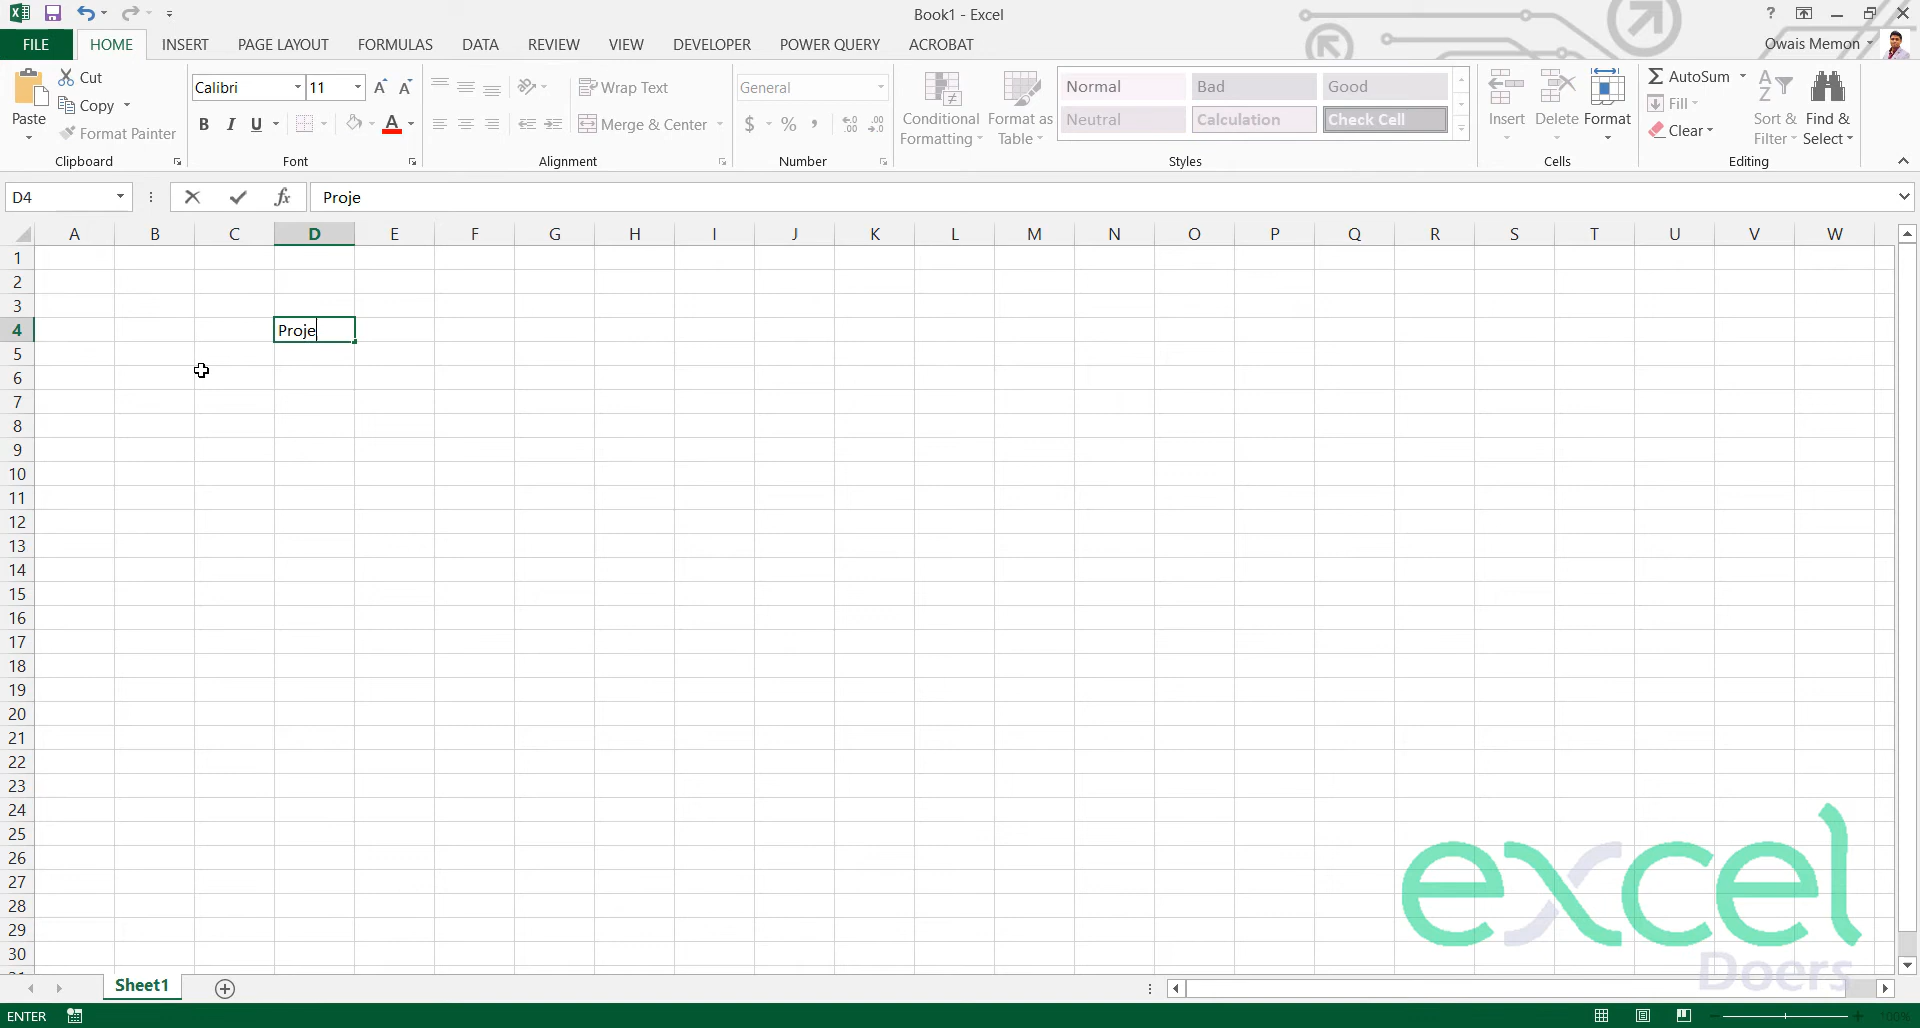 Book1 - Excel
?
FILE HOME INSERT PAGE LAYOUT FORMULAS DATA REVIEW VIEW DEVELOPER POWER QUERY ACROBAT
Owais Memon
Cut
Copy
Format Painter
Paste
Clipboard
Calibri 11 A A
B I U A
Font
Wrap Text
Merge & Center
Alignment
General
$ % ,
Number
Conditional Formatting
Format as Table
Normal Bad Good
Neutral Calculation Check Cell
Styles
Insert Delete Format
Cells
AutoSum
Fill
Clear
Sort & Filter
Find & Select
Editing
D4 fx Proje
A B C D E F G H I J K L M N O P Q R S T U V W
1
2
3
4 Proje
5
6
7
8
9
10
11
12
13
14
15
16
17
18
19
20
21
22
23
24
25
26
27
28
29
30
excel
Doers
Sheet1
ENTER
100%